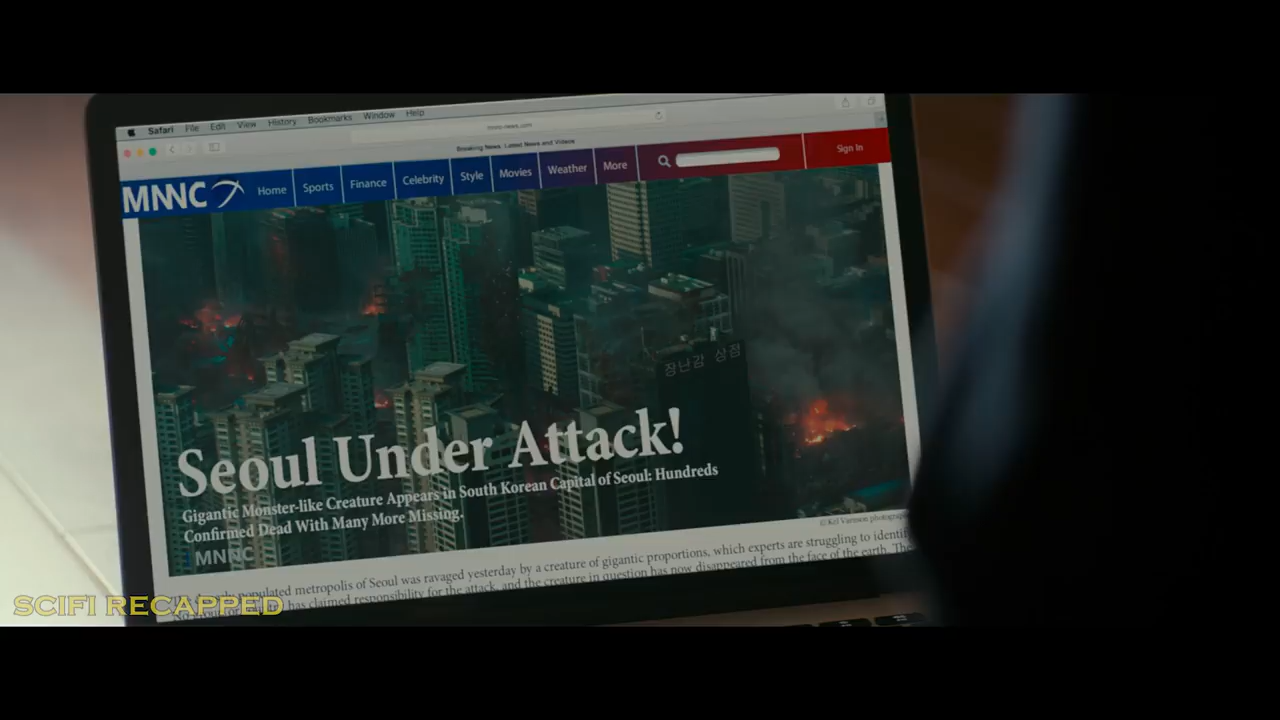 Safari File Edit View History Bookmarks Window Help
Breaking News, Latest News and Videos
MNNC Home Sports Finance Celebrity Style Movies Weather More Sign In
장난감 상점
Seoul Under Attack!
Gigantic Monster-like Creature Appears in South Korean Capital of Seoul: Hundreds
Confirmed Dead With Many More Missing.
MNNC
populated metropolis of Seoul was ravaged yesterday by a creature of gigantic proportions, which experts are struggling to identif
has claimed responsibility for the attack, and the creature in question has now disappeared from the face of the earth. The
SCIFI RECAPPED